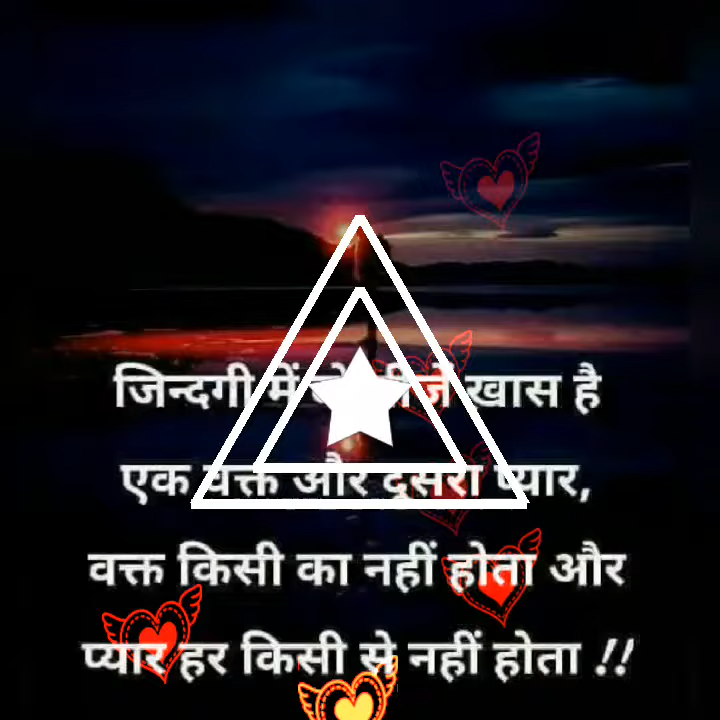 जिन्दगी में चीजें खास है
एक वक्त और दूसरा प्यार,
वक्त किसी का नहीं होता और
प्यार हर किसी से नहीं होता !!